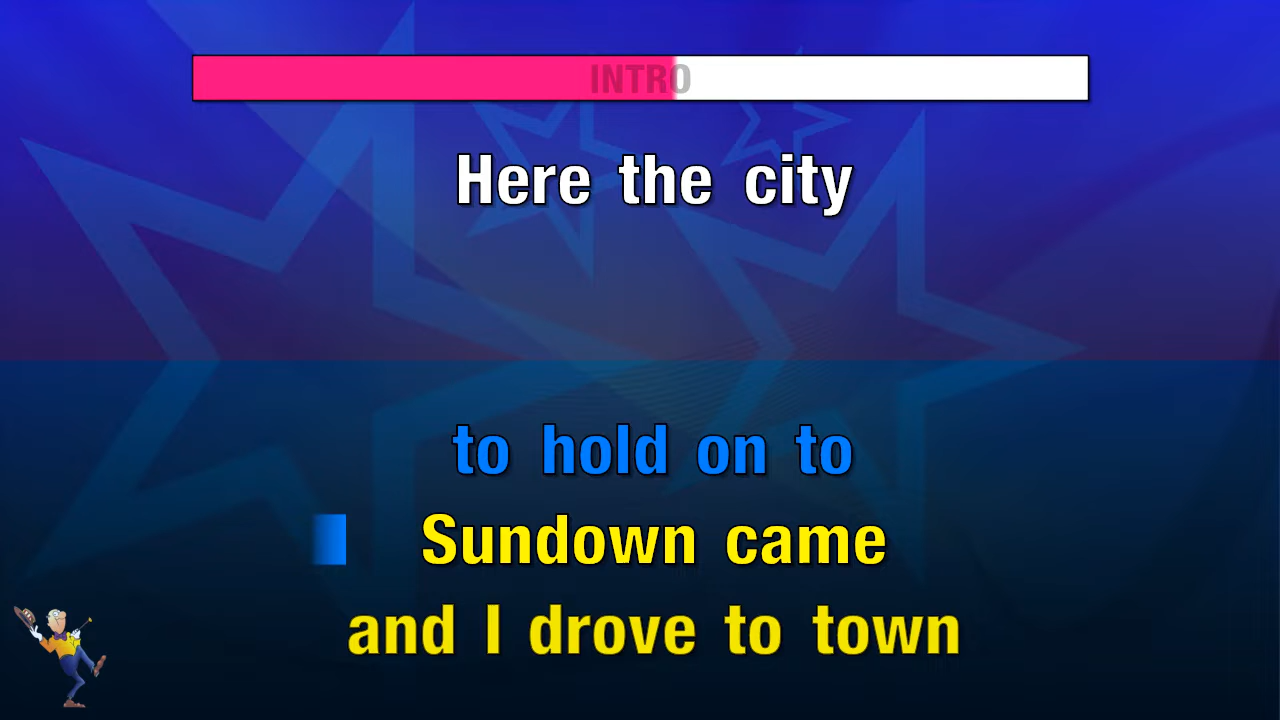 INTRO
Here the city
to hold on to
Sundown came
and I drove to town